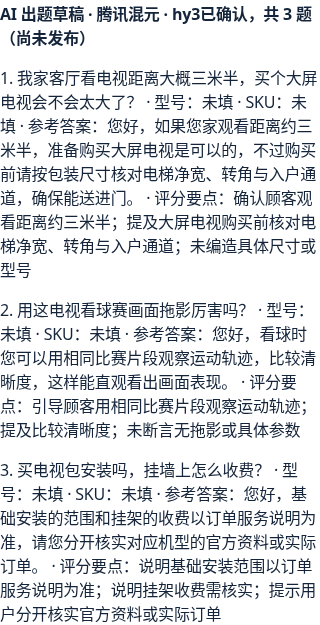 AI 出题草稿 · 腾讯混元 · hy3已确认，共 3 题
（尚未发布）
1. 我家客厅看电视距离大概三米半，买个大屏
电视会不会太大了？ · 型号：未填 · SKU：未
填 · 参考答案：您好，如果您家观看距离约三
米半，准备购买大屏电视是可以的，不过购买
前请按包装尺寸核对电梯净宽、转角与入户通
道，确保能送进门。 · 评分要点：确认顾客观
看距离约三米半；提及大屏电视购买前核对电
梯净宽、转角与入户通道；未编造具体尺寸或
型号
2. 用这电视看球赛画面拖影厉害吗？ · 型号：
未填 · SKU：未填 · 参考答案：您好，看球时
您可以用相同比赛片段观察运动轨迹，比较清
晰度，这样能直观看出画面表现。 · 评分要
点：引导顾客用相同比赛片段观察运动轨迹；
提及比较清晰度；未断言无拖影或具体参数
3. 买电视包安装吗，挂墙上怎么收费？ · 型
号：未填 · SKU：未填 · 参考答案：您好，基
础安装的范围和挂架的收费以订单服务说明为
准，请您分开核实对应机型的官方资料或实际
订单。 · 评分要点：说明基础安装范围以订单
服务说明为准；说明挂架收费需核实；提示用
户分开核实官方资料或实际订单